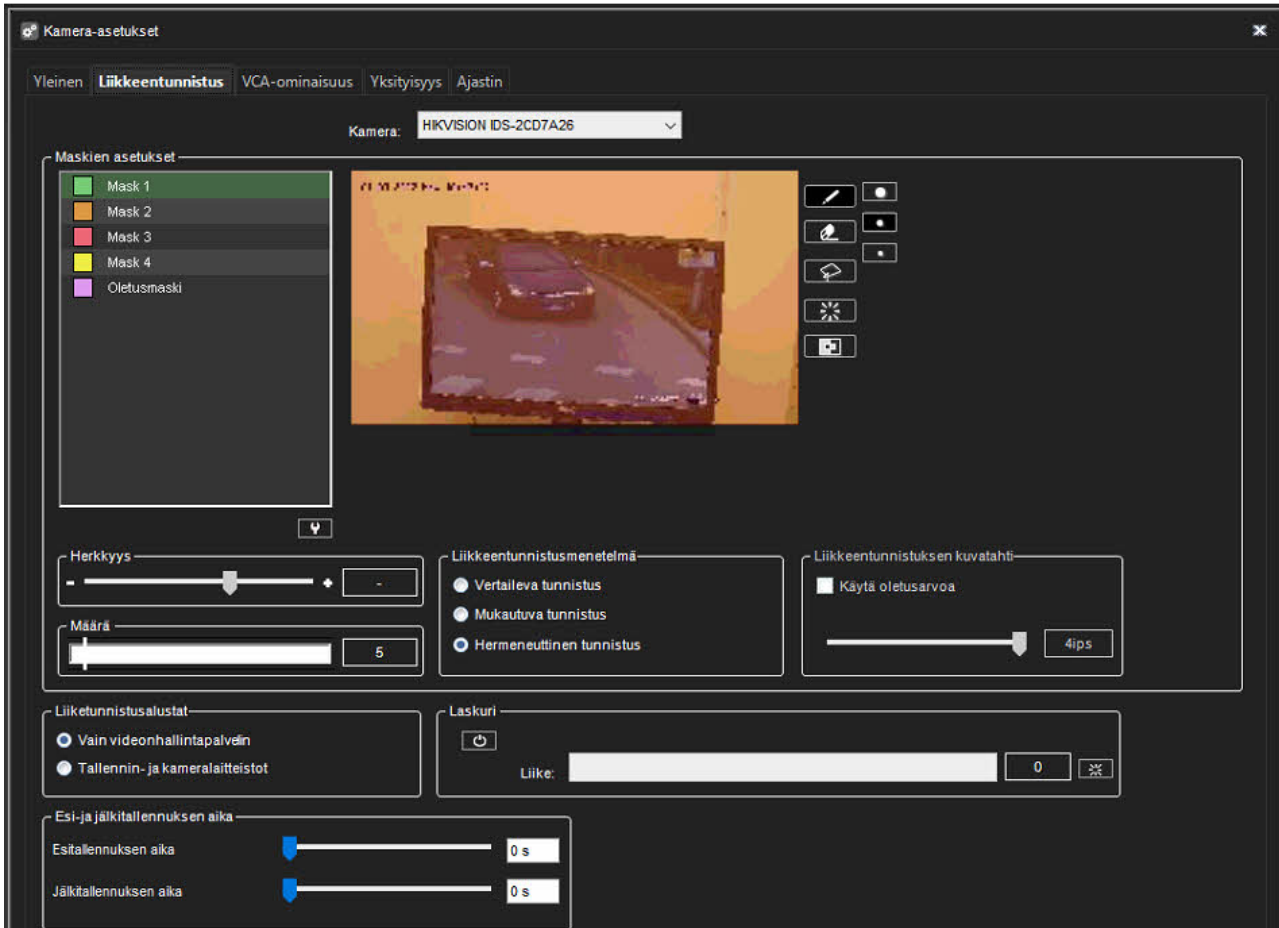 Kamera-asetukset
Yleinen Liikkeentunnistus VCA-ominaisuus Yksityisyys Ajastin
Kamera: HIKVISION IDS-2CD7A26
Maskien asetukset
Mask 1
Mask 2
Mask 3
Mask 4
Oletusmaski
Herkkyys
- + -
Määrä
5
Liikkeentunnistusmenetelmä
Vertaileva tunnistus
Mukautuva tunnistus
Hermeneuttinen tunnistus
Liikkeentunnistuksen kuvatahti
Käytä oletusarvoa
4ips
Liiketunnistusalustat
Vain videonhallintapalvelin
Tallennin- ja kameralaitteistot
Laskuri
Liike: 0
Esi-ja jälkitallennuksen aika
Esitallennuksen aika 0 s
Jälkitallennuksen aika 0 s